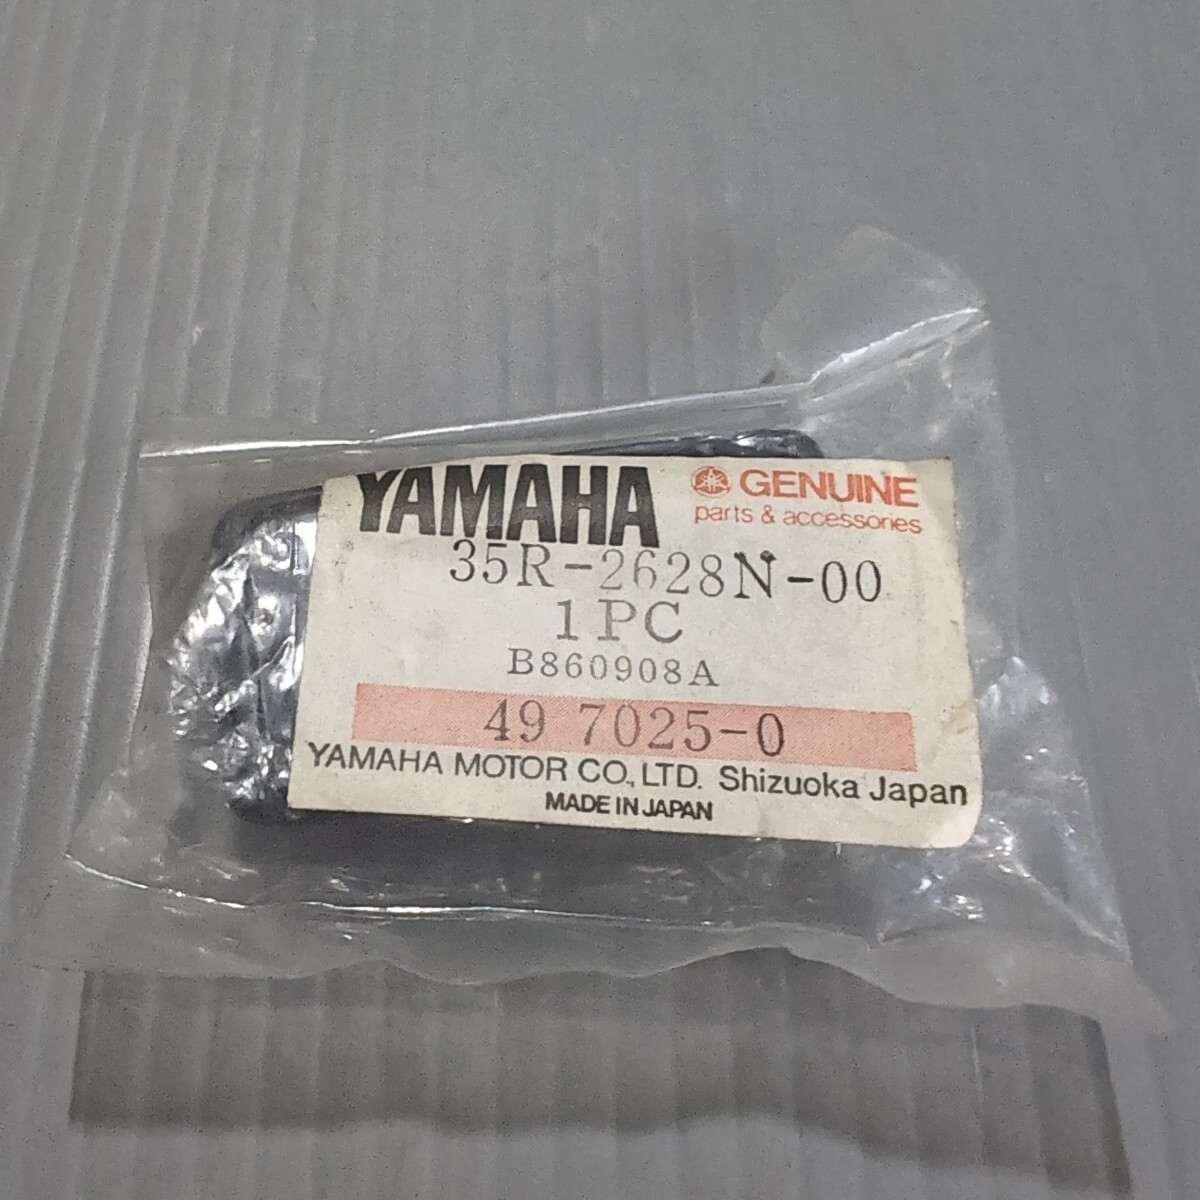 YAMAHA GENUINE
parts & accessories
35R-2628N-00
1PC
B860908A
49 7025-0
YAMAHA MOTOR CO., LTD. Shizuoka Japan
MADE IN JAPAN